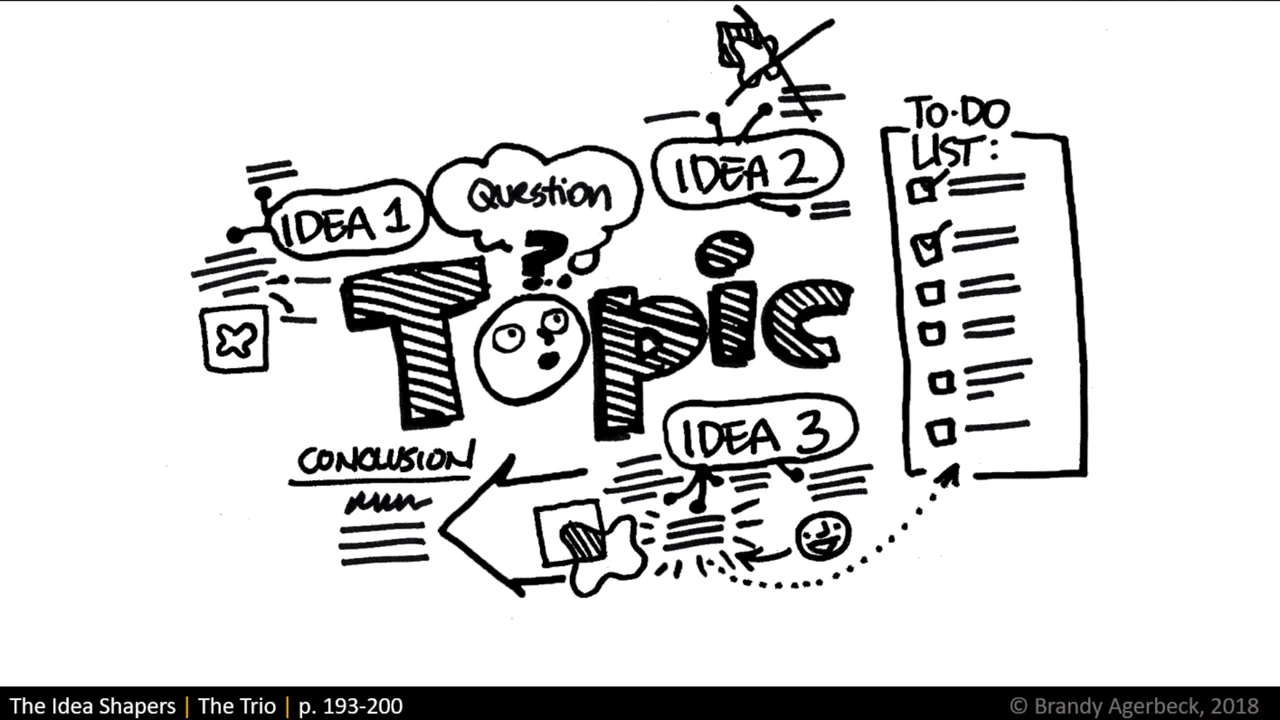 TO·DO
LIST:
IDEA 2
Question
IDEA 1
?
Topic
IDEA 3
CONCLUSION
The Idea Shapers | The Trio | p. 193-200
© Brandy Agerbeck, 2018